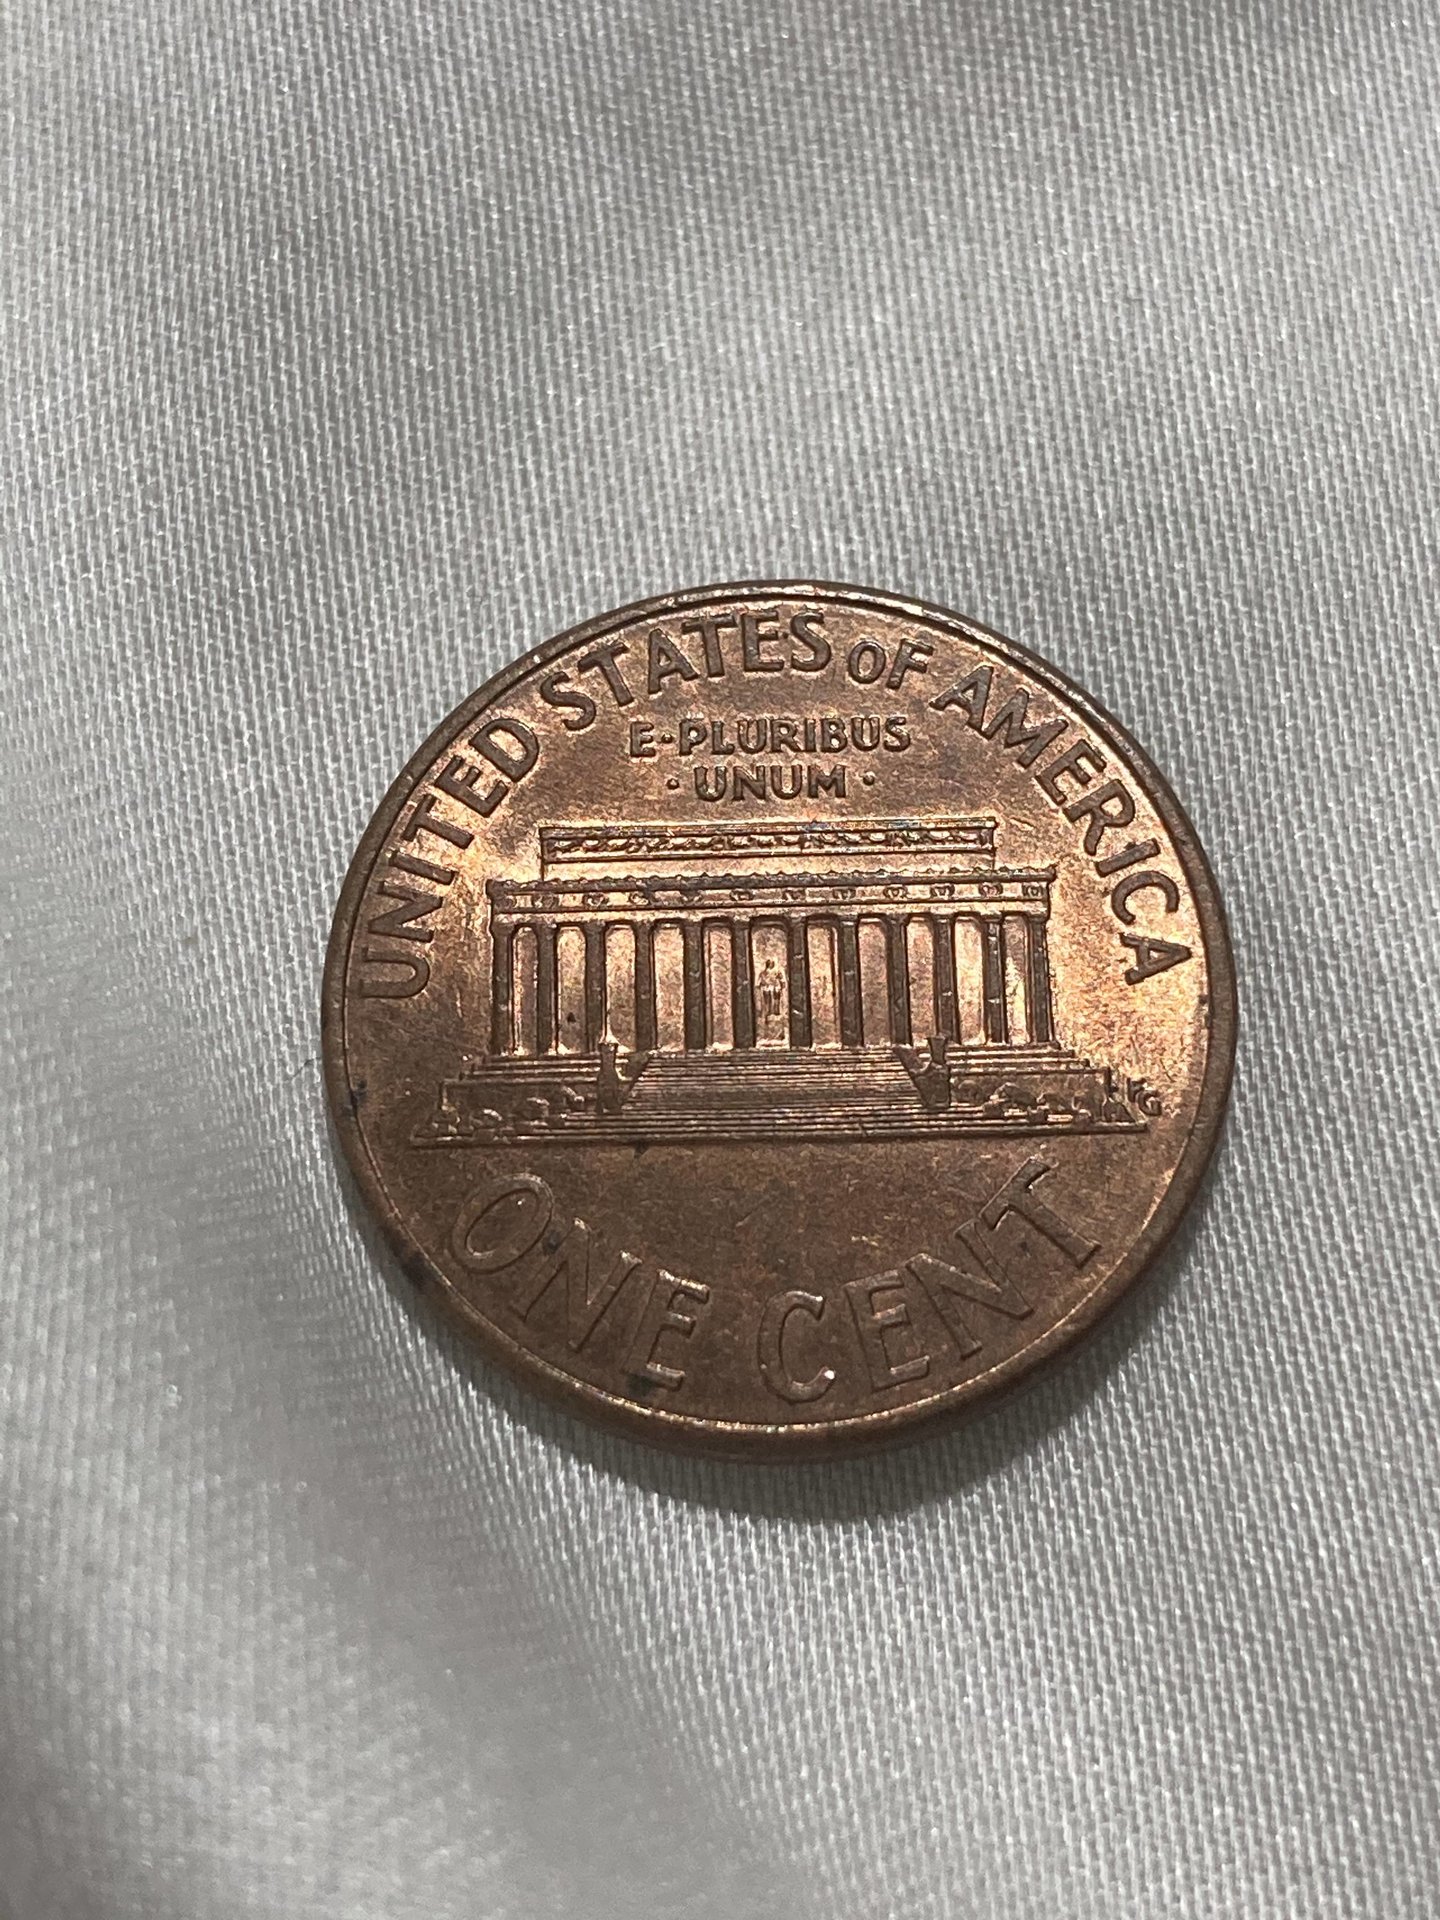 UNITED STATES OF AMERICA
E·PLURIBUS
·UNUM·
FG
ONE CENT